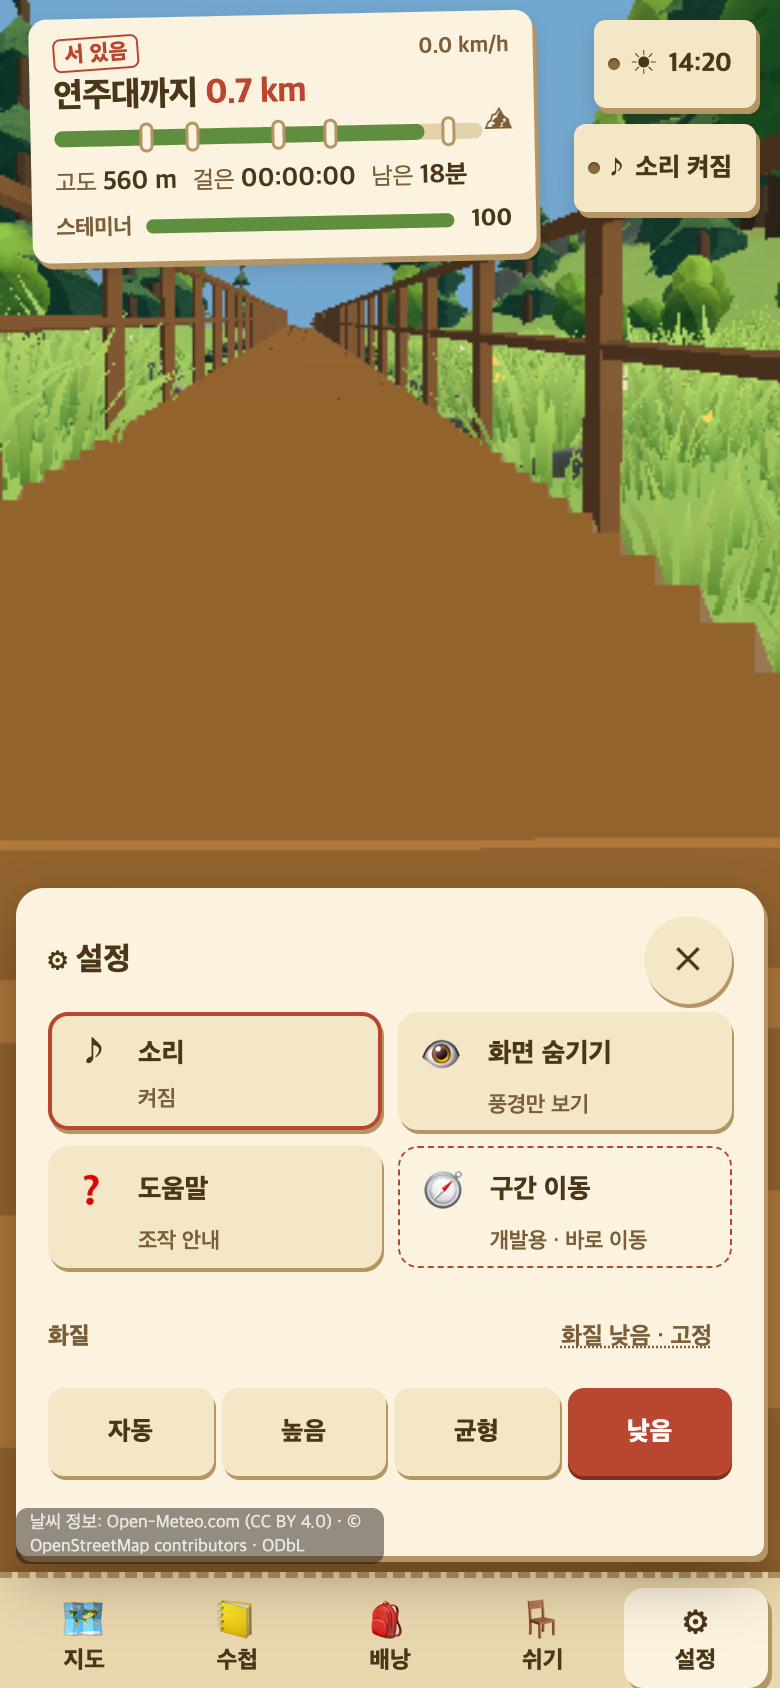 서 있음
0.0 km/h
연주대까지 0.7 km
고도 560 m 걸은 00:00:00 남은 18분
스테미너 100
14:20
♪ 소리 켜짐
⚙ 설정
×
♪ 소리
켜짐
화면 숨기기
풍경만 보기
? 도움말
조작 안내
구간 이동
개발용 · 바로 이동
화질
화질 낮음 · 고정
자동
높음
균형
낮음
날씨 정보: Open-Meteo.com (CC BY 4.0) · ©
OpenStreetMap contributors · ODbL
지도
수첩
배낭
쉬기
설정